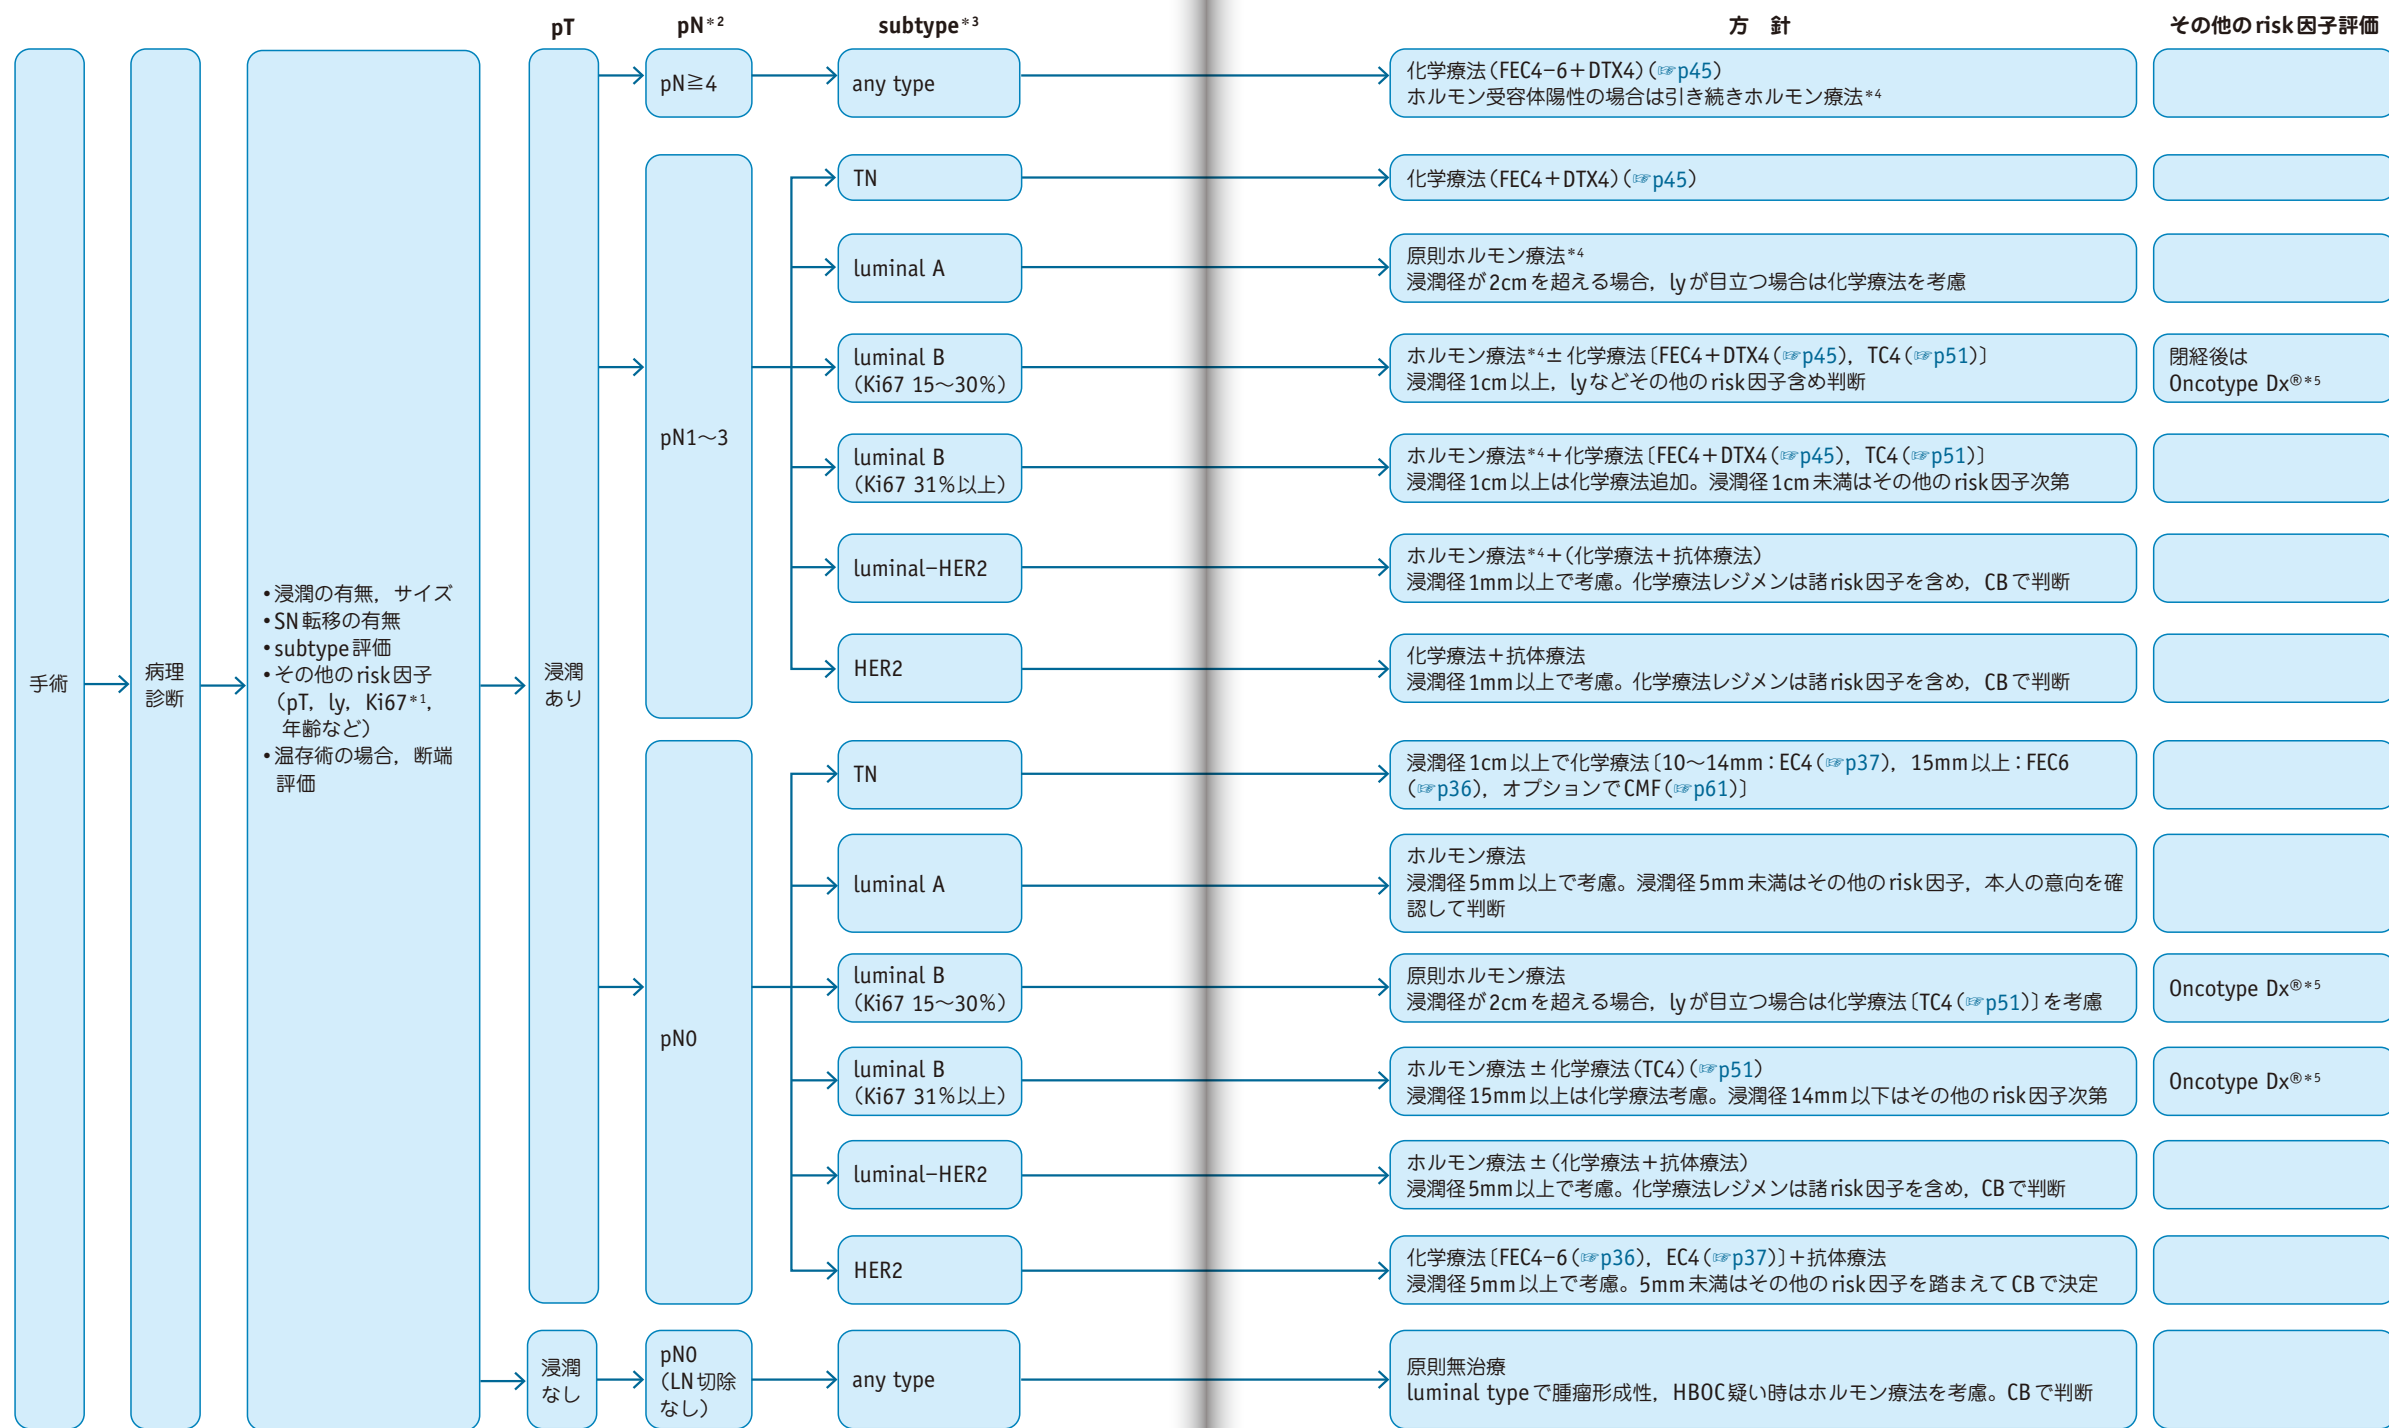 pT
pN*2
subtype*3
方　針
その他のrisk因子評価
手術
病理
診断
•浸潤の有無，サイズ
•SN転移の有無
•subtype評価
•その他のrisk因子
（pT，ly，Ki67*1，
年齢など）
•温存術の場合，断端
評価
浸潤
あり
pN≧4
any type
化学療法（FEC4−6＋DTX4）（☞p45）
ホルモン受容体陽性の場合は引き続きホルモン療法*4
pN1〜3
TN
化学療法（FEC4＋DTX4）（☞p45）
luminal A
原則ホルモン療法*4
浸潤径が2cmを超える場合，lyが目立つ場合は化学療法を考慮
luminal B
（Ki67 15〜30％）
ホルモン療法*4±化学療法〔FEC4＋DTX4（☞p45），TC4（☞p51）〕
浸潤径1cm以上，lyなどその他のrisk因子含め判断
閉経後は
Oncotype Dx®*5
luminal B
（Ki67 31％以上）
ホルモン療法*4＋化学療法〔FEC4＋DTX4（☞p45），TC4（☞p51）〕
浸潤径1cm以上は化学療法追加。浸潤径1cm未満はその他のrisk因子次第
luminal−HER2
ホルモン療法*4＋（化学療法＋抗体療法）
浸潤径1mm以上で考慮。化学療法レジメンは諸risk因子を含め，CBで判断
HER2
化学療法＋抗体療法
浸潤径1mm以上で考慮。化学療法レジメンは諸risk因子を含め，CBで判断
pN0
TN
浸潤径1cm以上で化学療法〔10〜14mm：EC4（☞p37），15mm以上：FEC6
（☞p36），オプションでCMF（☞p61）〕
luminal A
ホルモン療法
浸潤径5mm以上で考慮。浸潤径5mm未満はその他のrisk因子，本人の意向を確
認して判断
luminal B
（Ki67 15〜30％）
原則ホルモン療法
浸潤径が2cmを超える場合，lyが目立つ場合は化学療法〔TC4（☞p51）〕を考慮
Oncotype Dx®*5
luminal B
（Ki67 31％以上）
ホルモン療法±化学療法（TC4）（☞p51）
浸潤径15mm以上は化学療法考慮。浸潤径14mm以下はその他のrisk因子次第
Oncotype Dx®*5
luminal−HER2
ホルモン療法±（化学療法＋抗体療法）
浸潤径5mm以上で考慮。化学療法レジメンは諸risk因子を含め，CBで判断
HER2
化学療法〔FEC4−6（☞p36），EC4（☞p37）〕＋抗体療法
浸潤径5mm以上で考慮。5mm未満はその他のrisk因子を踏まえてCBで決定
浸潤
なし
pN0
（LN切除
なし）
any type
原則無治療
luminal typeで腫瘤形成性，HBOC疑い時はホルモン療法を考慮。CBで判断